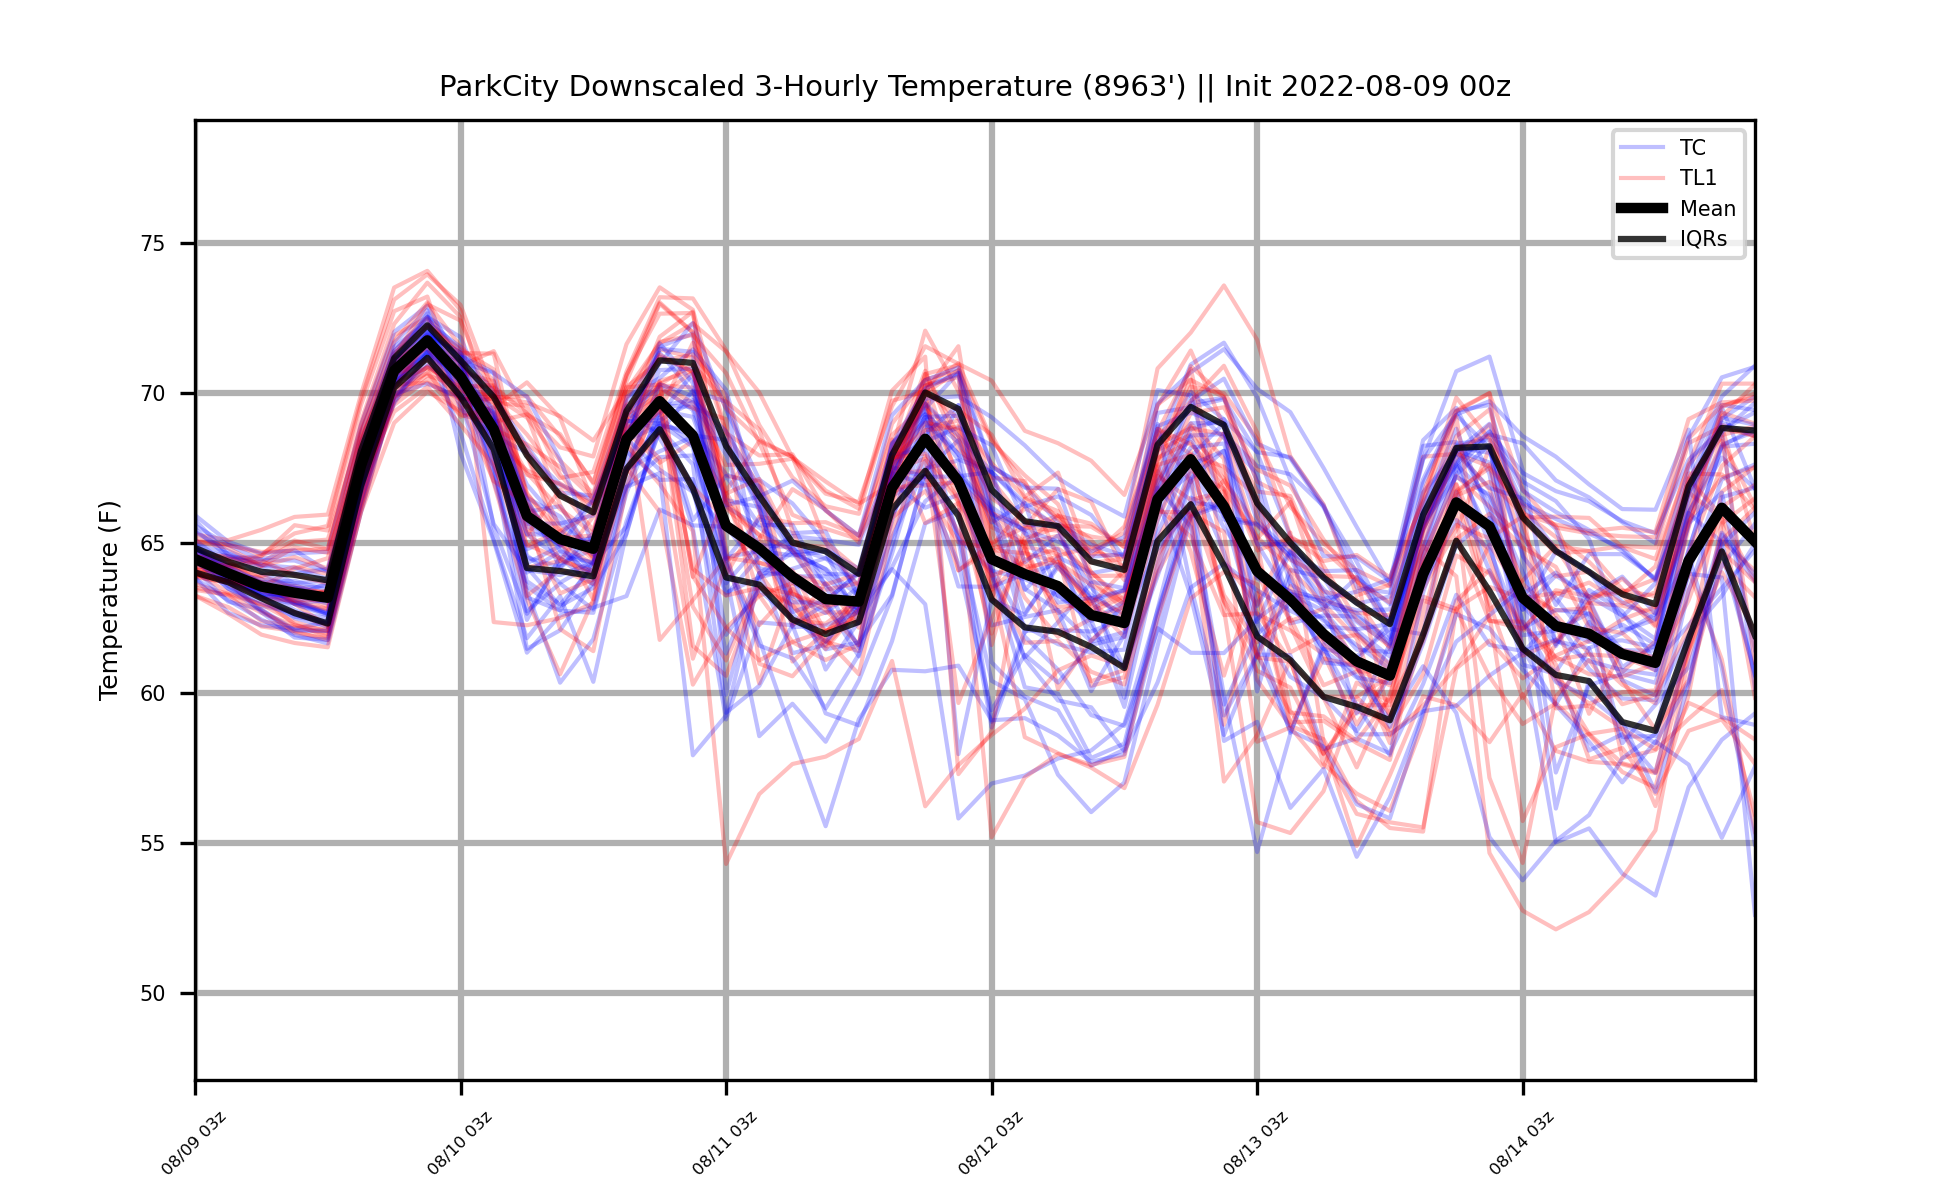 ParkCity Downscaled 3-Hourly Temperature (8963') || Init 2022-08-09 00z
TC
TL1
Mean
IQRs
Temperature (F)
75
70
65
60
55
50
08/09 03z
08/10 03z
08/11 03z
08/12 03z
08/13 03z
08/14 03z